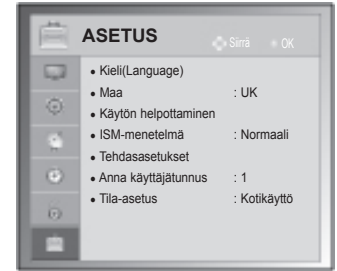 ASETUS
Siirrä
OK
• Kieli(Language)
• Maa : UK
• Käytön helpottaminen
• ISM-menetelmä : Normaali
• Tehdasasetukset
• Anna käyttäjätunnus : 1
• Tila-asetus : Kotikäyttö